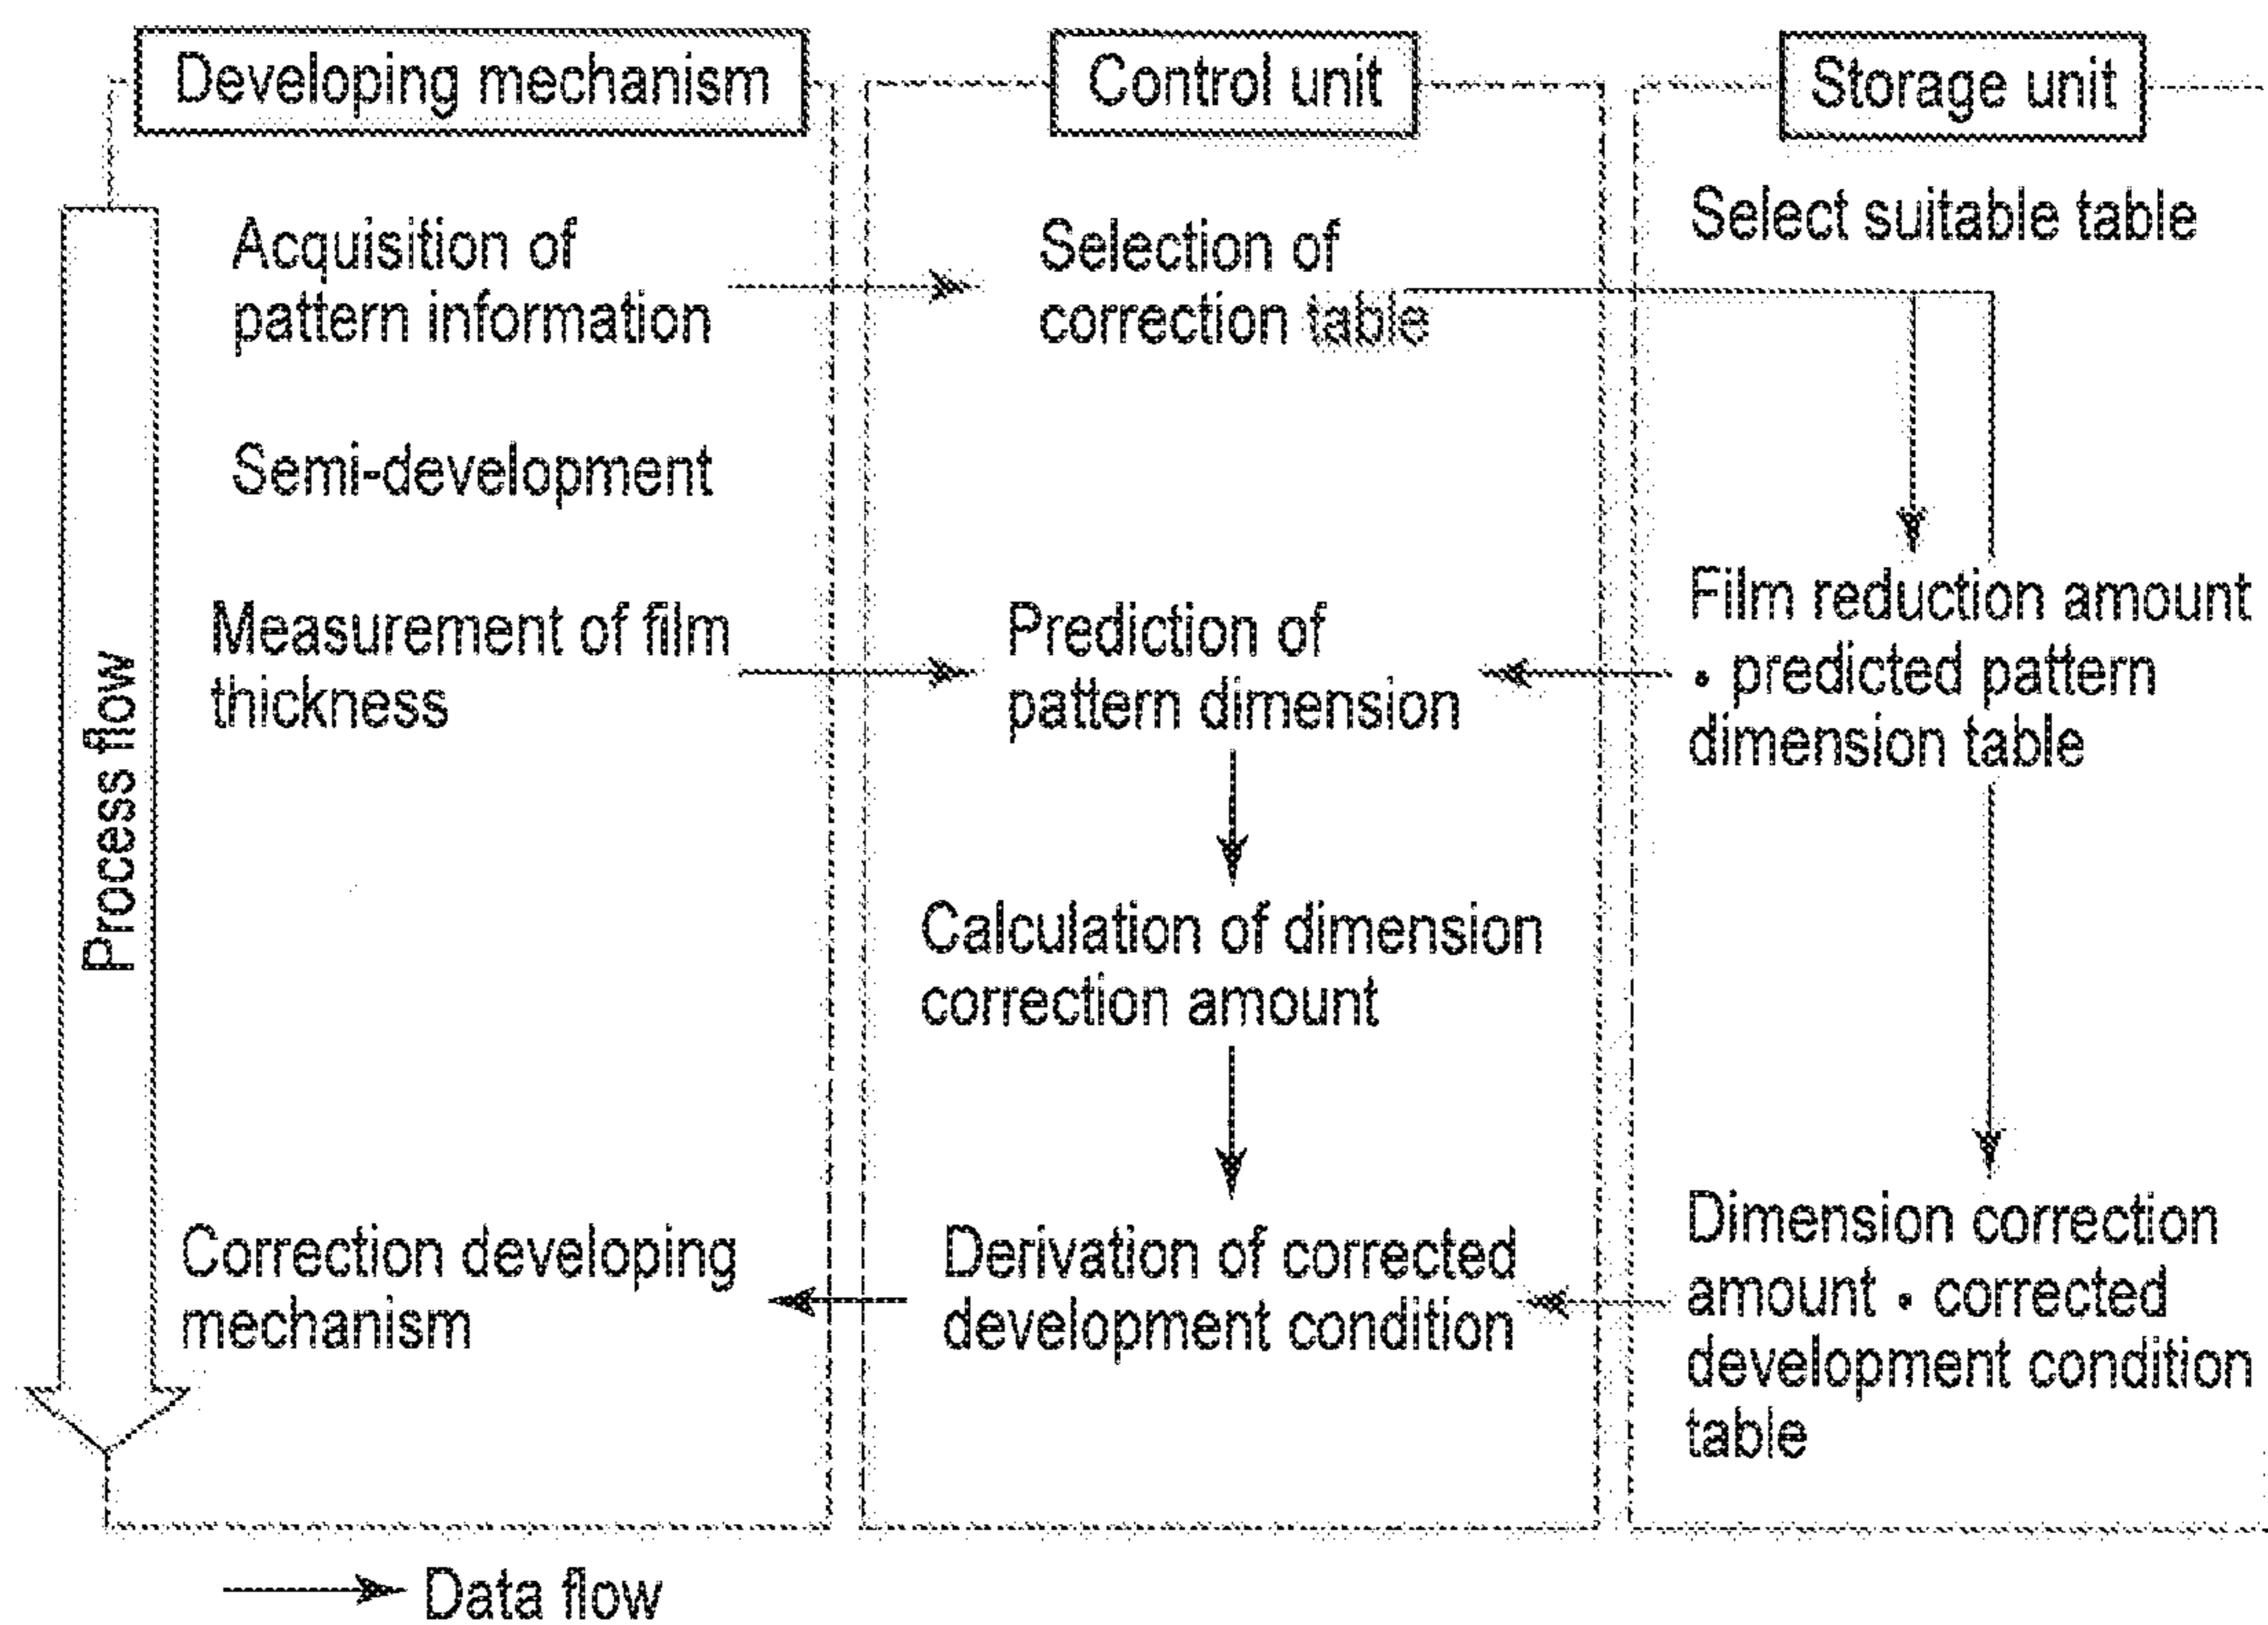 Developing mechanism
Control unit
Storage unit
Acquisition of
pattern information
Selection of
correction table
Select suitable table
Semi-development
Measurement of film
thickness
Prediction of
pattern dimension
Film reduction amount
• predicted pattern
dimension table
Process flow
Calculation of dimension
correction amount
Correction developing
mechanism
Derivation of corrected
development condition
Dimension correction
amount • corrected
development condition
table
Data flow